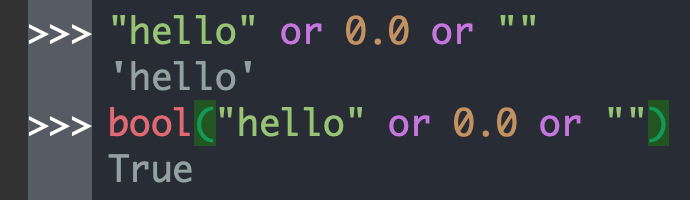 >>> "hello" or 0.0 or ""
'hello'
>>> bool("hello" or 0.0 or "")
True